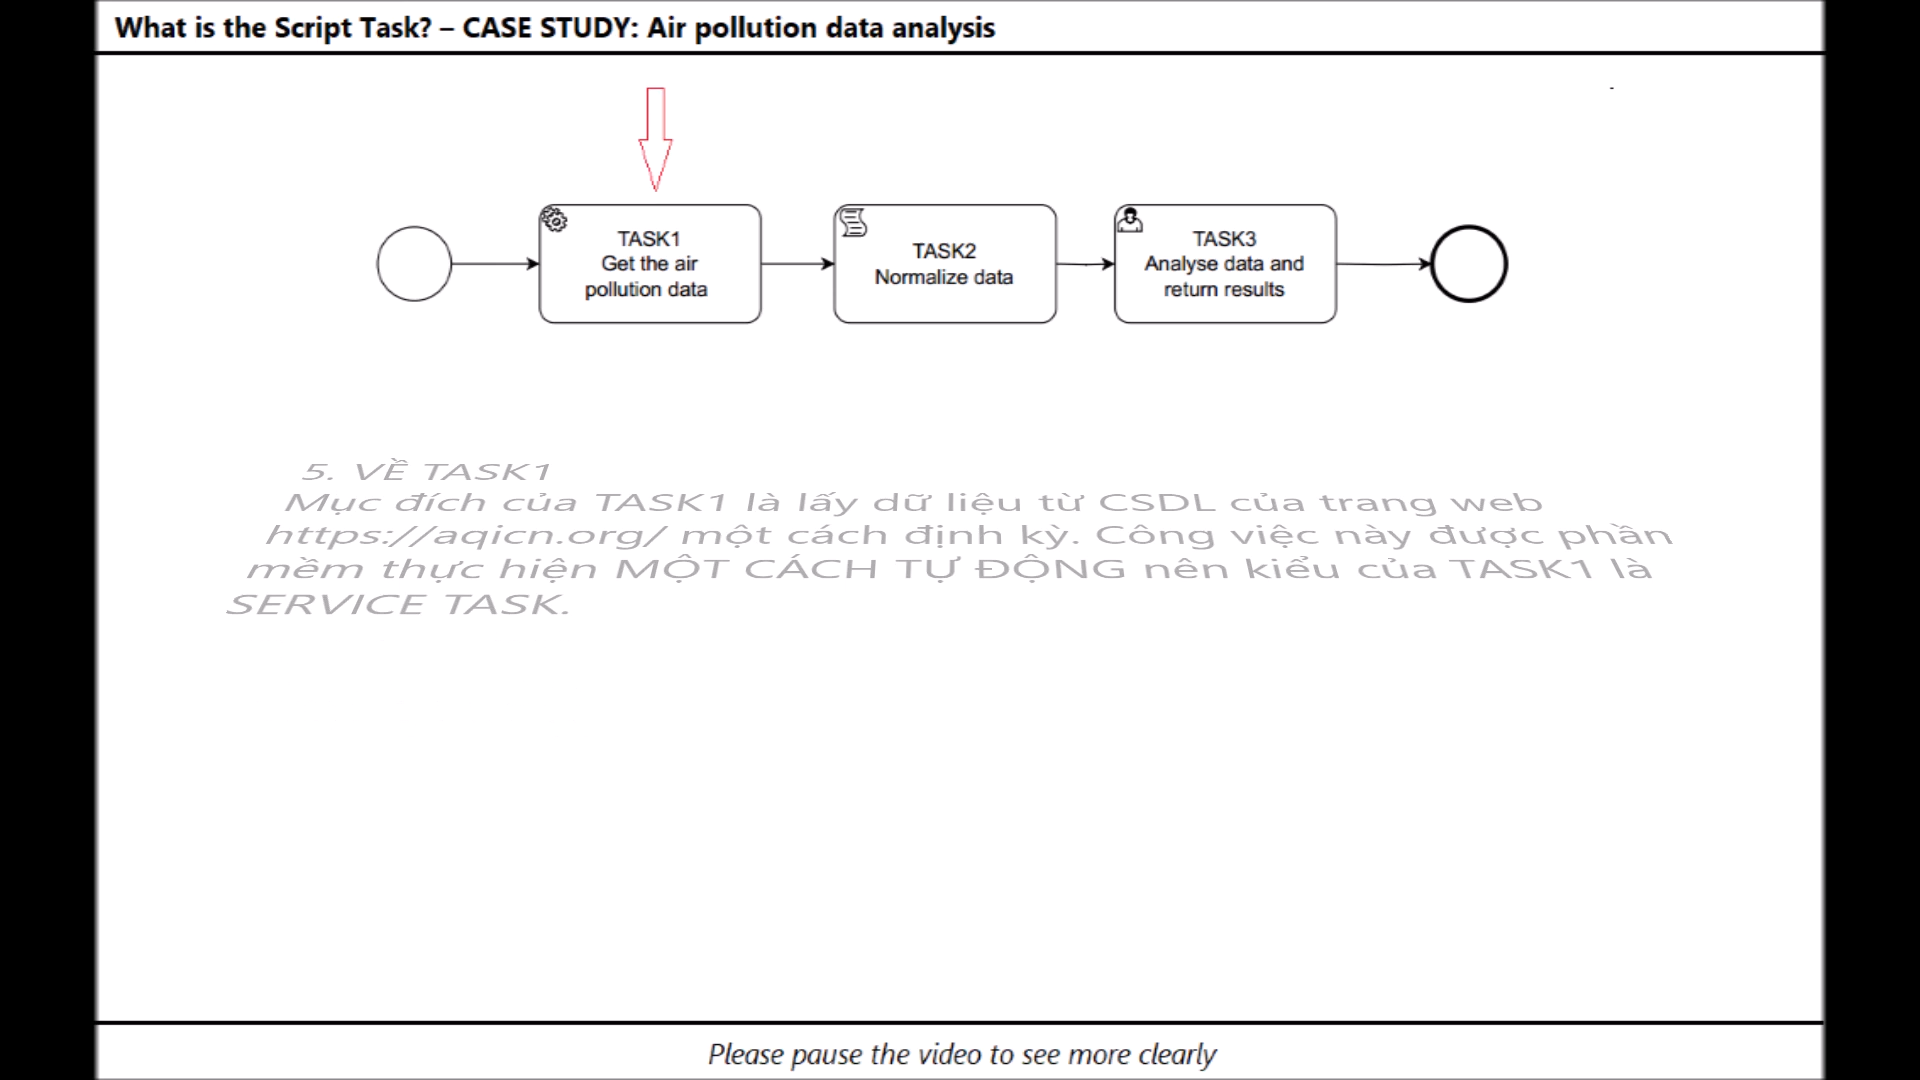 What is the Script Task? – CASE STUDY: Air pollution data analysis
TASK1
Get the air
pollution data
TASK2
Normalize data
TASK3
Analyse data and
return results
5. VỀ TASK1
Mục đích của TASK1 là lấy dữ liệu từ CSDL của trang web
https://aqicn.org/ một cách định kỳ. Công việc này được phần
mềm thực hiện MỘT CÁCH TỰ ĐỘNG nên kiểu của TASK1 là
SERVICE TASK.
Please pause the video to see more clearly